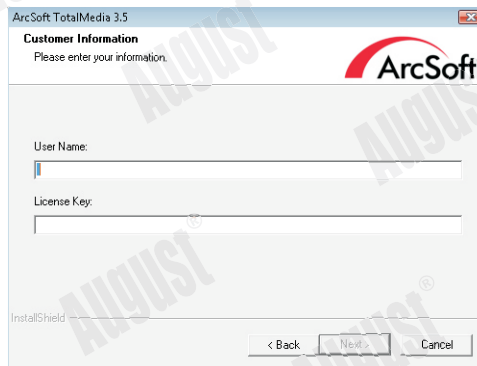 ArcSoft TotalMedia 3.5
Customer Information
Please enter your information.
ArcSoft
User Name:
License Key:
InstallShield
< Back
Next >
Cancel
August
August
August®
August®